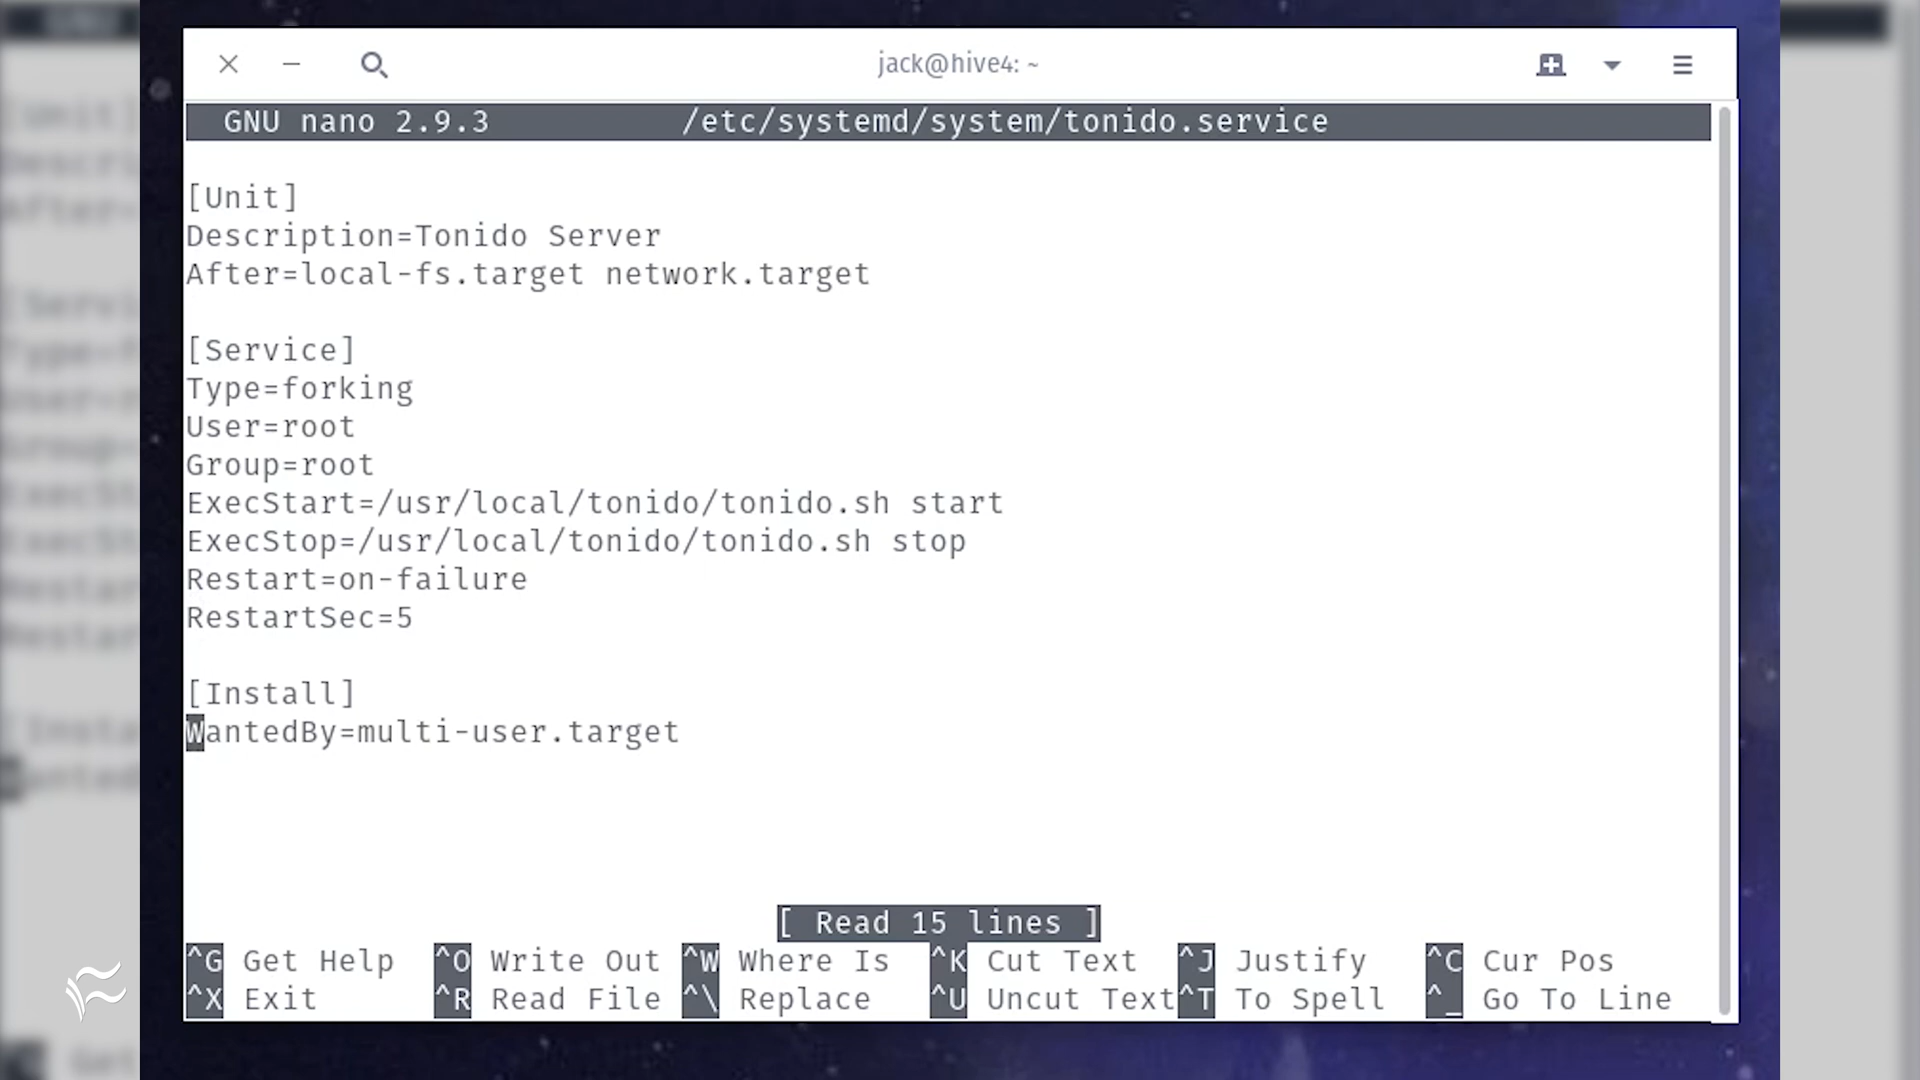 jack@hive4: ~
GNU nano 2.9.3 /etc/systemd/system/tonido.service
[Unit]
Description=Tonido Server
After=local-fs.target network.target
[Service]
Type=forking
User=root
Group=root
ExecStart=/usr/local/tonido/tonido.sh start
ExecStop=/usr/local/tonido/tonido.sh stop
Restart=on-failure
RestartSec=5
[Install]
WantedBy=multi-user.target
[ Read 15 lines ]
^G Get Help ^O Write Out ^W Where Is ^K Cut Text ^J Justify ^C Cur Pos
^X Exit ^R Read File ^\ Replace ^U Uncut Text ^T To Spell ^_ Go To Line